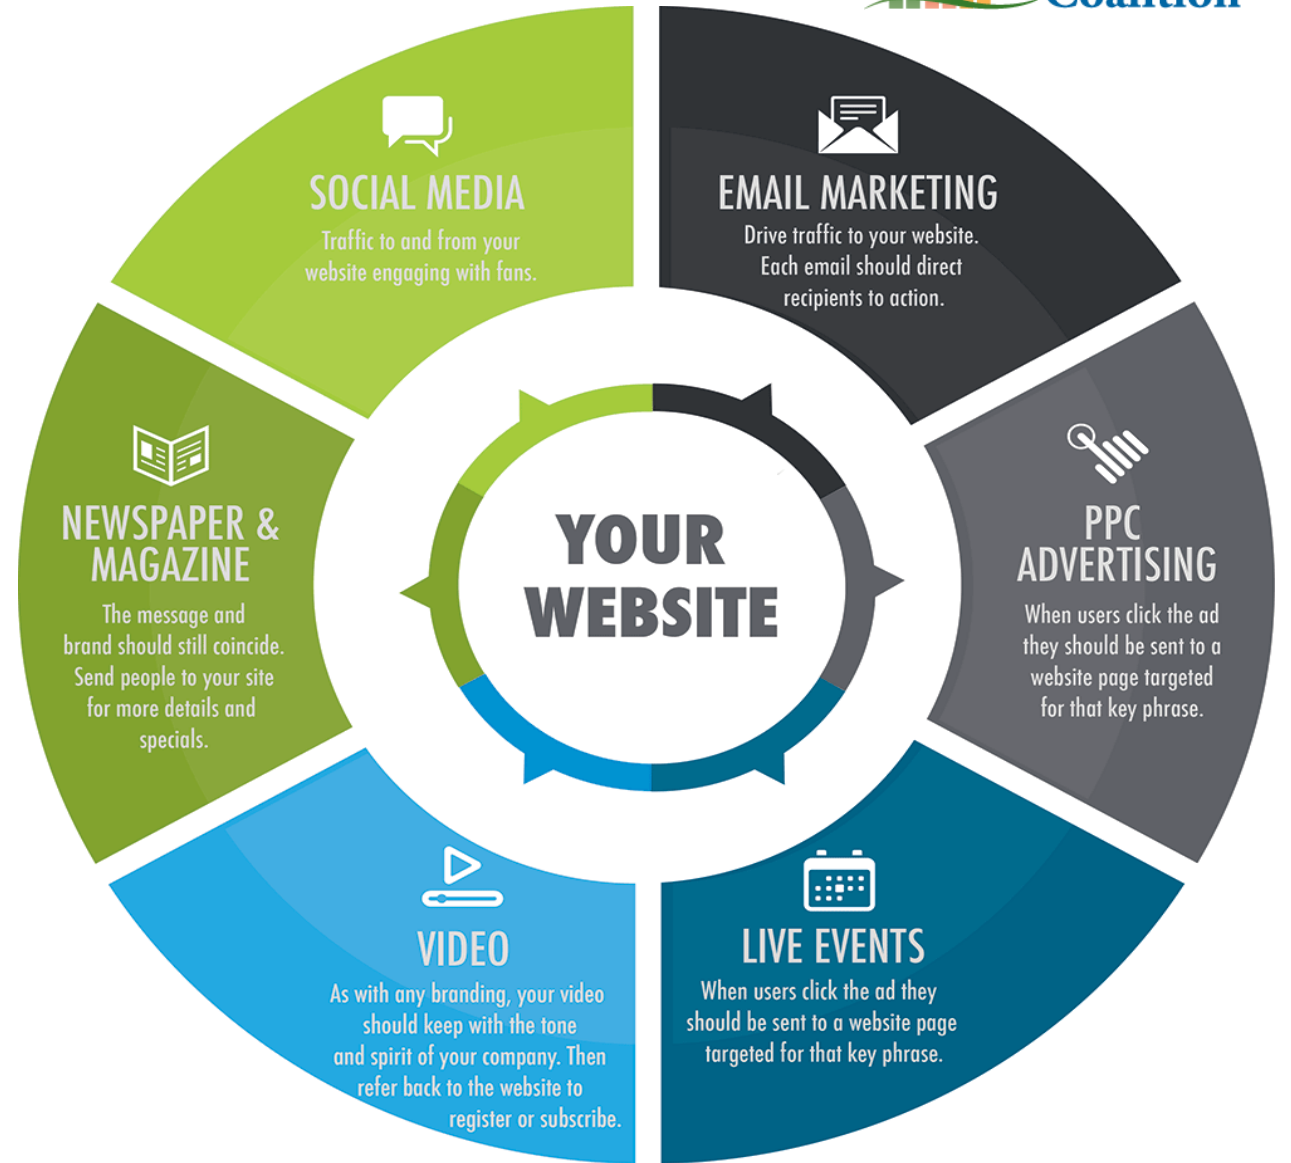 Coalition
SOCIAL MEDIA
Traffic to and from your
website engaging with fans.
EMAIL MARKETING
Drive traffic to your website.
Each email should direct
recipients to action.
NEWSPAPER &
MAGAZINE
The message and
brand should still coincide.
Send people to your site
for more details and
specials.
YOUR
WEBSITE
PPC
ADVERTISING
When users click the ad
they should be sent to a
website page targeted
for that key phrase.
VIDEO
As with any branding, your video
should keep with the tone
and spirit of your company. Then
refer back to the website to
register or subscribe.
LIVE EVENTS
When users click the ad they
should be sent to a website page
targeted for that key phrase.